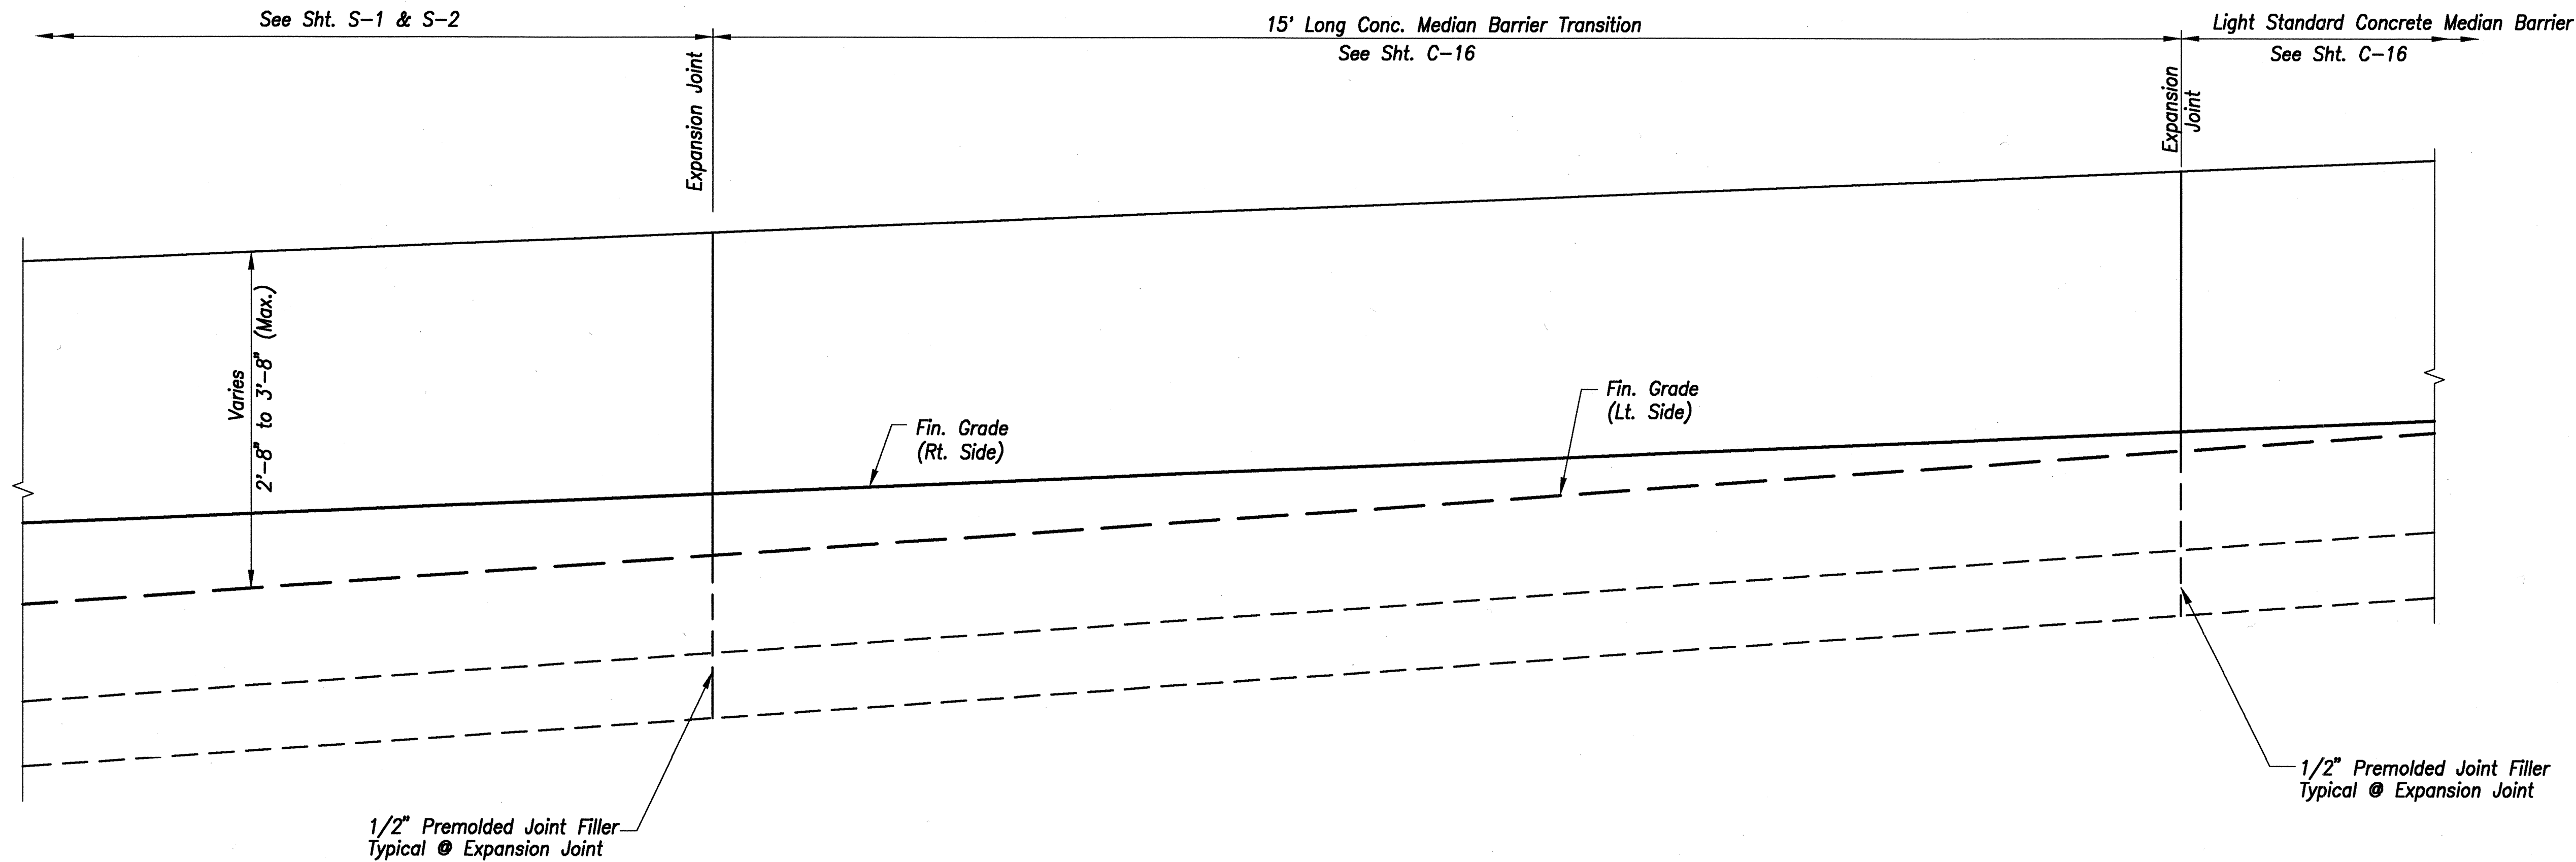 See Sht. S-1 & S-2
15' Long Conc. Median Barrier Transition
See Sht. C-16
Light Standard Concrete Median Barrier
See Sht. C-16
Expansion Joint
Expansion
Joint
Varies
2'-8" to 3'-8" (Max.)
Fin. Grade
(Rt. Side)
Fin. Grade
(Lt. Side)
1/2" Premolded Joint Filler
Typical @ Expansion Joint
1/2" Premolded Joint Filler
Typical @ Expansion Joint